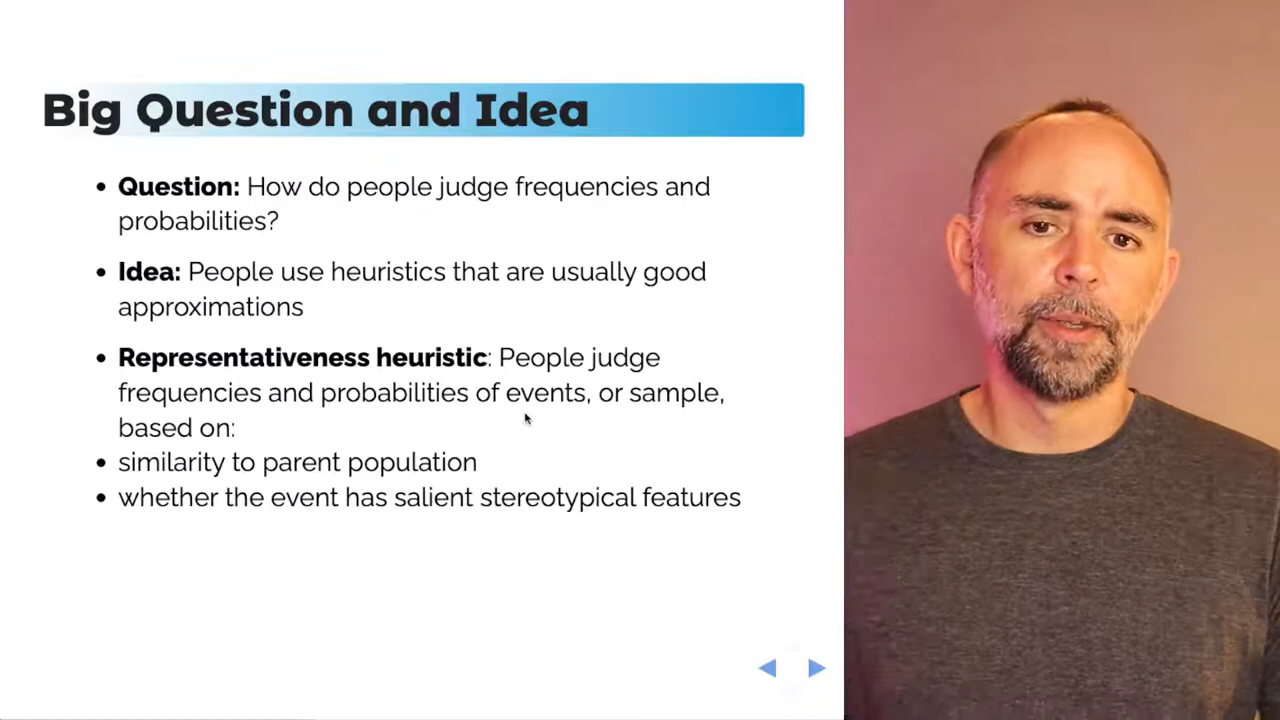 Big Question and Idea
• Question: How do people judge frequencies and
probabilities?
• Idea: People use heuristics that are usually good
approximations
• Representativeness heuristic: People judge
frequencies and probabilities of events, or sample,
based on:
• similarity to parent population
• whether the event has salient stereotypical features